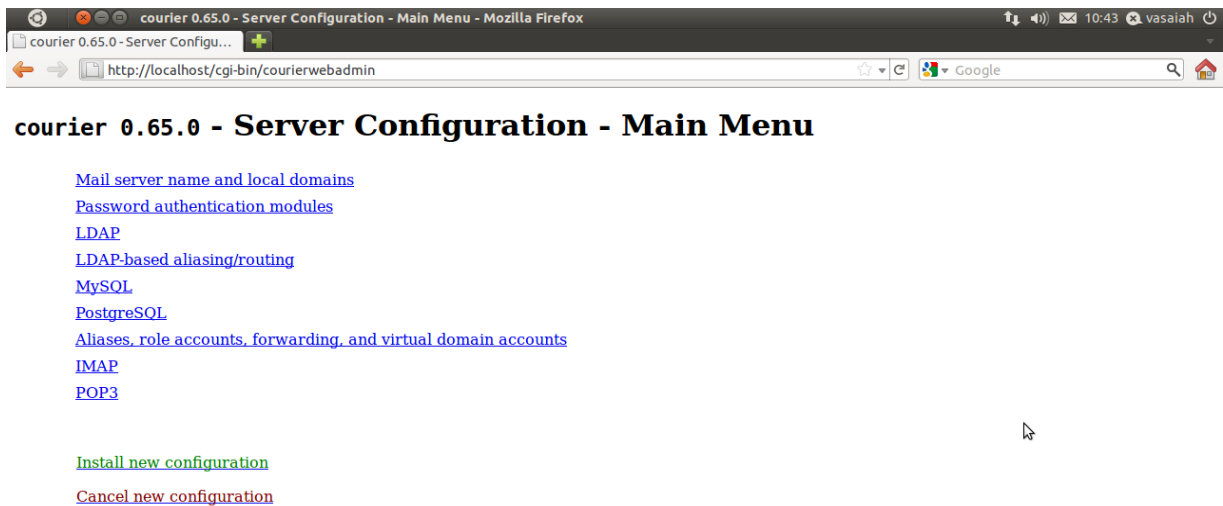 courier 0.65.0 - Server Configuration - Main Menu - Mozilla Firefox
10:43 vasaiah
courier 0.65.0 - Server Configu...
http://localhost/cgi-bin/courierwebadmin
Google
courier 0.65.0 - Server Configuration - Main Menu
Mail server name and local domains
Password authentication modules
LDAP
LDAP-based aliasing/routing
MySQL
PostgreSQL
Aliases, role accounts, forwarding, and virtual domain accounts
IMAP
POP3
Install new configuration
Cancel new configuration